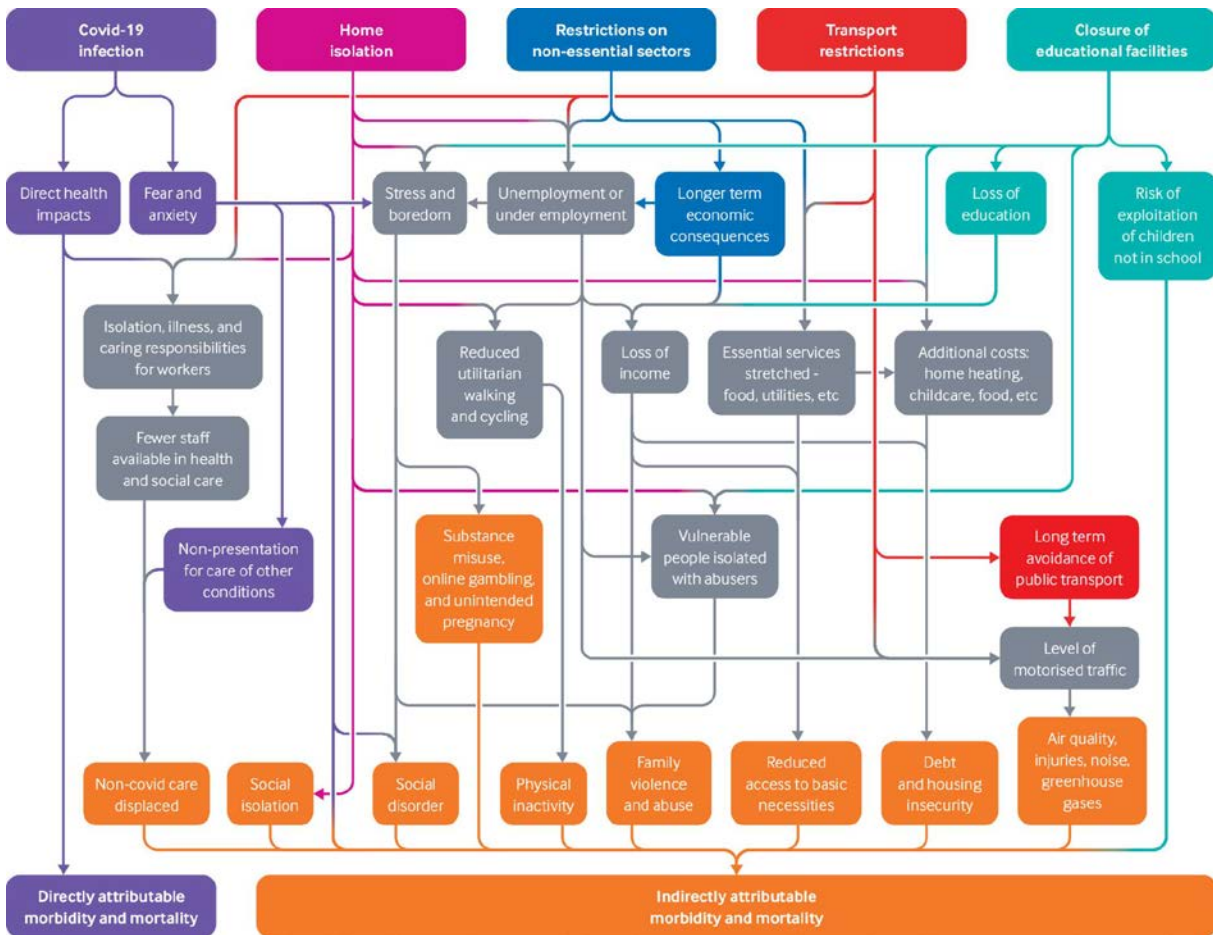 Covid-19
infection
Home
isolation
Restrictions on
non-essential sectors
Transport
restrictions
Closure of
educational facilities
Direct health
impacts
Fear and
anxiety
Stress and
boredom
Unemployment or
under employment
Longer term
economic
consequences
Loss of
education
Risk of
exploitation
of children
not in school
Isolation, illness, and
caring responsibilities
for workers
Reduced
utilitarian
walking
and cycling
Loss of
income
Essential services
stretched -
food, utilities, etc
Additional costs:
home heating,
childcare, food, etc
Fewer staff
available in health
and social care
Non-presentation
for care of other
conditions
Substance
misuse,
online gambling,
and unintended
pregnancy
Vulnerable
people isolated
with abusers
Long term
avoidance of
public transport
Level of
motorised traffic
Non-covid care
displaced
Social
isolation
Social
disorder
Physical
inactivity
Family
violence
and abuse
Reduced
access to basic
necessities
Debt
and housing
insecurity
Air quality,
injuries, noise,
greenhouse
gases
Directly attributable
morbidity and mortality
Indirectly attributable
morbidity and mortality